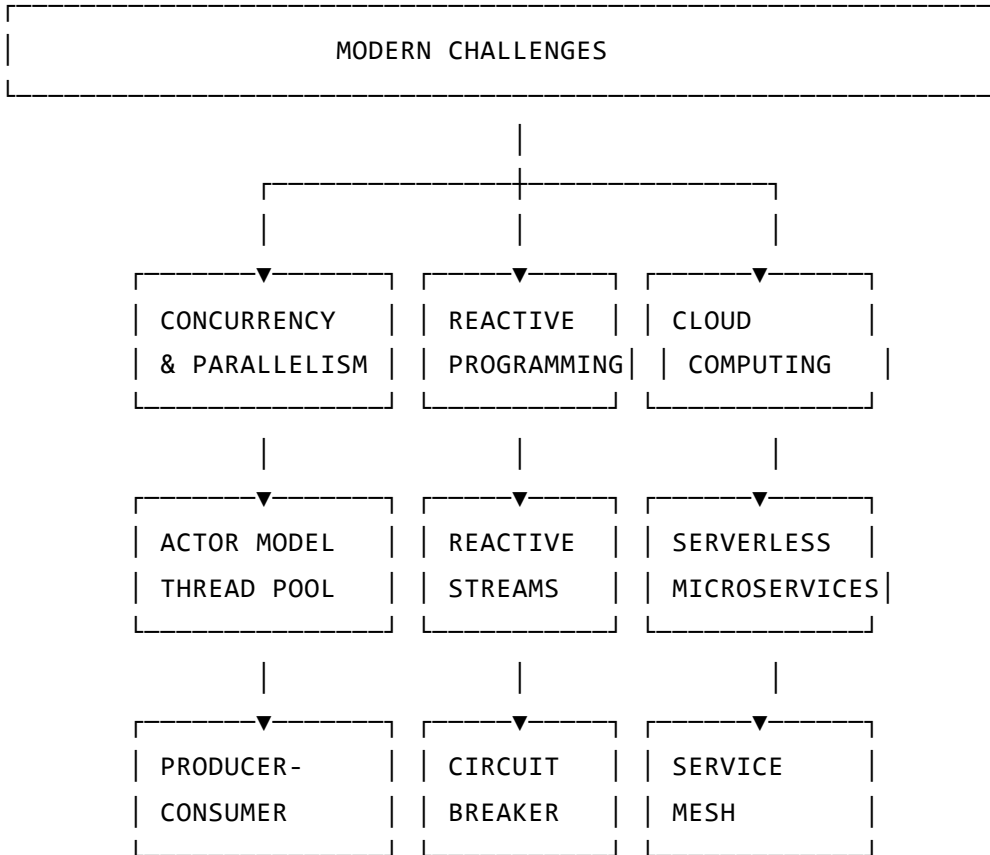 MODERN CHALLENGES
CONCURRENCY
& PARALLELISM
REACTIVE
PROGRAMMING
CLOUD
COMPUTING
ACTOR MODEL
THREAD POOL
REACTIVE
STREAMS
SERVERLESS
MICROSERVICES
PRODUCER-
CONSUMER
CIRCUIT
BREAKER
SERVICE
MESH